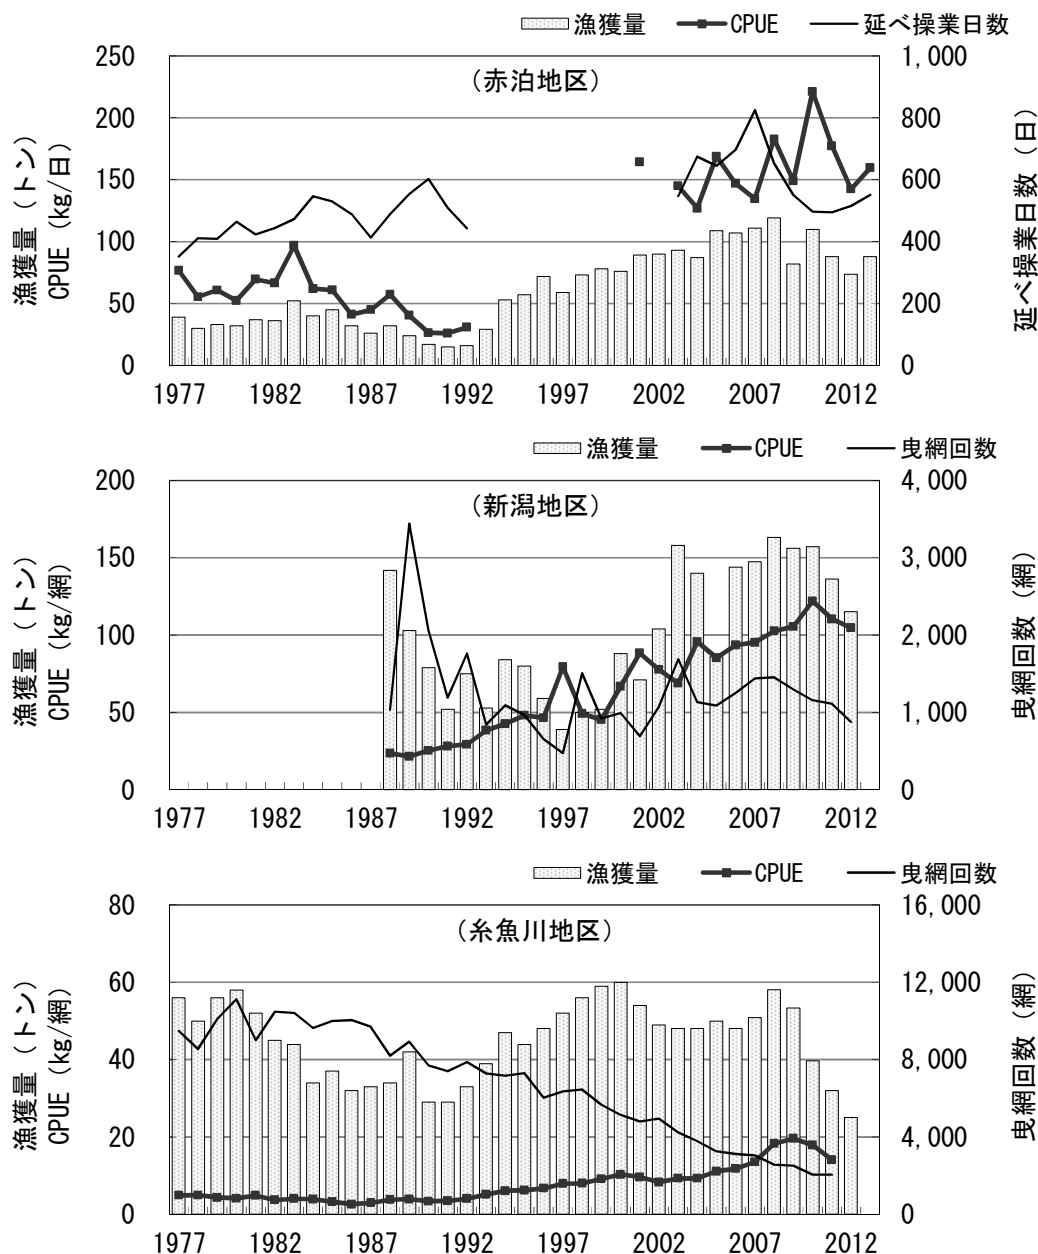 漁獲量 CPUE 延べ操業日数
(赤泊地区)
漁獲量(トン)
CPUE (kg/日)
延べ操業日数(日)
250 200 150 100 50 0
1,000 800 600 400 200 0
1977 1982 1987 1992 1997 2002 2007 2012
漁獲量 CPUE 曳網回数
(新潟地区)
漁獲量(トン)
CPUE (kg/網)
曳網回数(網)
200 150 100 50 0
4,000 3,000 2,000 1,000 0
1977 1982 1987 1992 1997 2002 2007 2012
漁獲量 CPUE 曳網回数
(糸魚川地区)
漁獲量(トン)
CPUE (kg/網)
曳網回数(網)
80 60 40 20 0
16,000 12,000 8,000 4,000 0
1977 1982 1987 1992 1997 2002 2007 2012